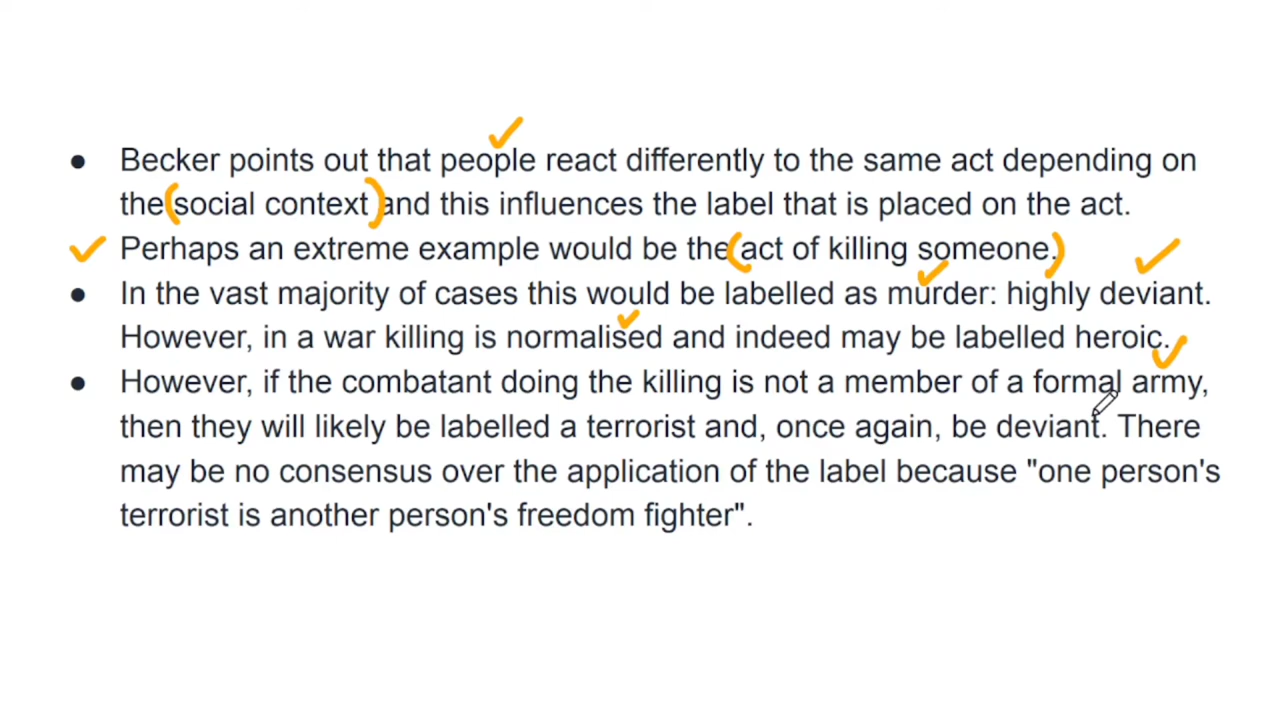 ● Becker points out that people react differently to the same act depending on
the (social context) and this influences the label that is placed on the act.
Perhaps an extreme example would be the (act of killing someone.)
● In the vast majority of cases this would be labelled as murder: highly deviant.
However, in a war killing is normalised and indeed may be labelled heroic.
● However, if the combatant doing the killing is not a member of a formal army,
then they will likely be labelled a terrorist and, once again, be deviant. There
may be no consensus over the application of the label because "one person's
terrorist is another person's freedom fighter".